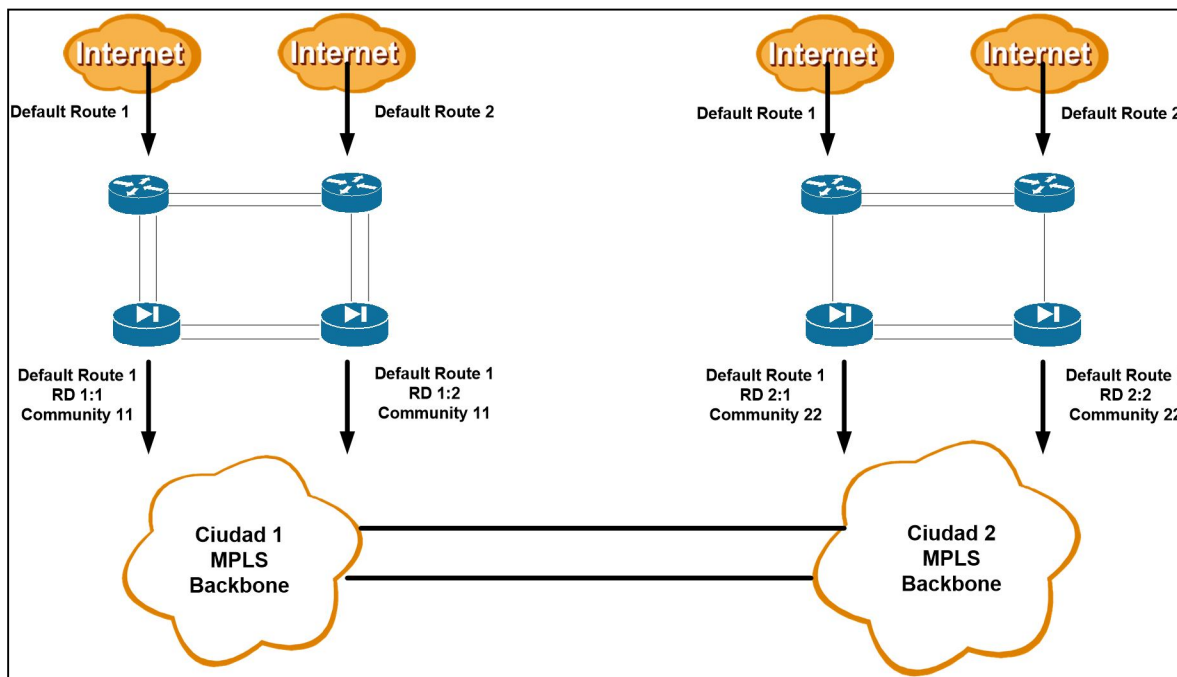 Internet
Internet
Internet
Internet
Default Route 1
Default Route 2
Default Route 1
Default Route 2
Default Route 1
RD 1:1
Community 11
Default Route 1
RD 1:2
Community 11
Default Route 1
RD 2:1
Community 22
Default Route
RD 2:2
Community 22
Ciudad 1
MPLS
Backbone
Ciudad 2
MPLS
Backbone